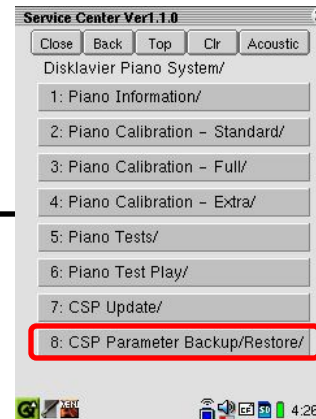 Service Center Ver1.1.0
Close Back Top Clr Acoustic
Disklavier Piano System/
1: Piano Information/
2: Piano Calibration – Standard/
3: Piano Calibration – Full/
4: Piano Calibration – Extra/
5: Piano Tests/
6: Piano Test Play/
7: CSP Update/
8: CSP Parameter Backup/Restore/